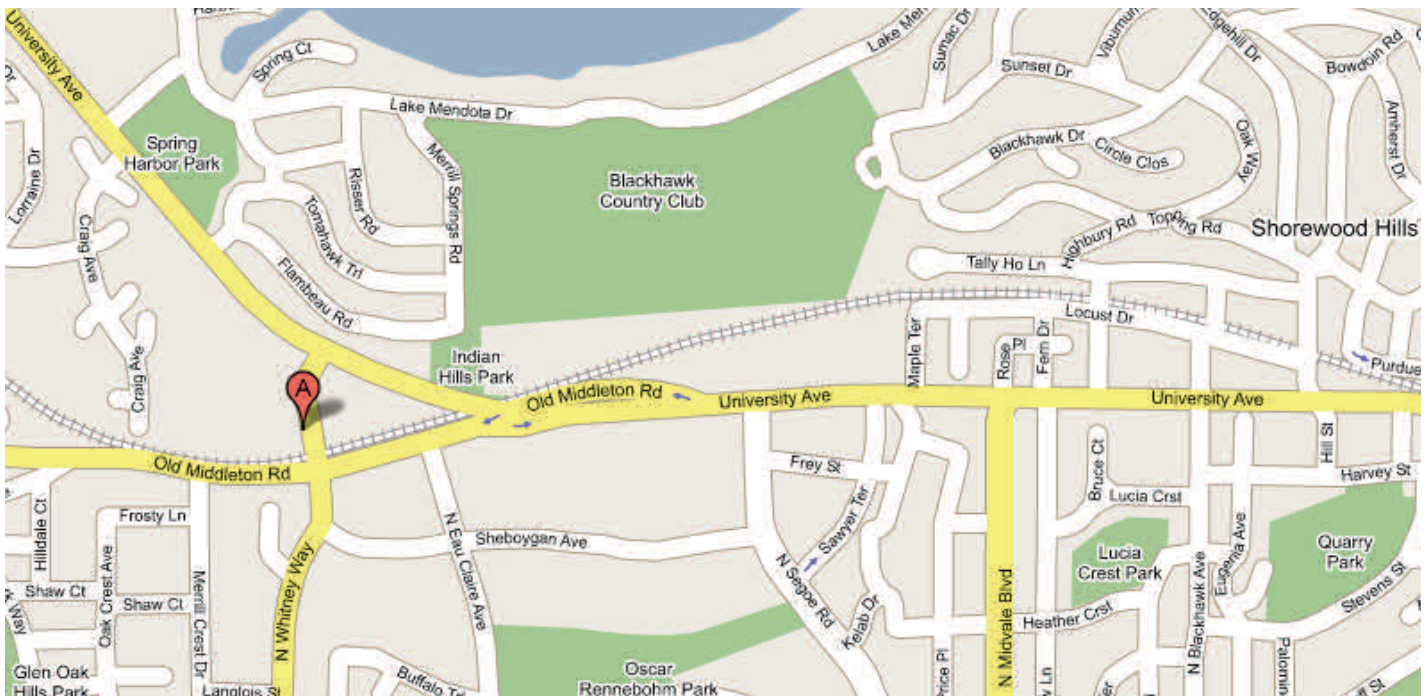 University Ave
Spring Ct
Lake Mendota Dr
Sumac Dr
Sunset Dr
Edgehill Dr
Bowdoin Rd
Amherst Dr
Oak Way
Blackhawk Dr
Circle Clos
Spring
Harbor Park
Lorraine Dr
Craig Ave
Risser Rd
Tomahawk Trl
Merrill Springs Rd
Flambeau Rd
Blackhawk
Country Club
Highbury Rd
Topping Rd
Shorewood Hills
Tally Ho Ln
Locust Dr
Maple Ter
Rose Pl
Fern Dr
Purdue
Craig Ave
A
Indian
Hills Park
Old Middleton Rd
University Ave
University Ave
Old Middleton Rd
Frey St
Sawyer Ter
Bruce Ct
Hill St
Harvey St
Lucia Crst
Hilldale Ct
Frosty Ln
Sheboygan Ave
N Eau Claire Ave
N Whitney Way
Oak Crest Ave
Shaw Ct
Shaw Ct
Merrill Crest Dr
N Segoe Rd
Kelab Dr
N Midvale Blvd
Lucia
Crest Park
Heather Crst
N Blackhawk Ave
Eugenia Ave
Quarry
Park
Stevens St
Glen Oak
Hills Park
Langlois St
Buffalo Tr
Oscar
Rennebohm Park
Price Pl
y Ln
Palomin